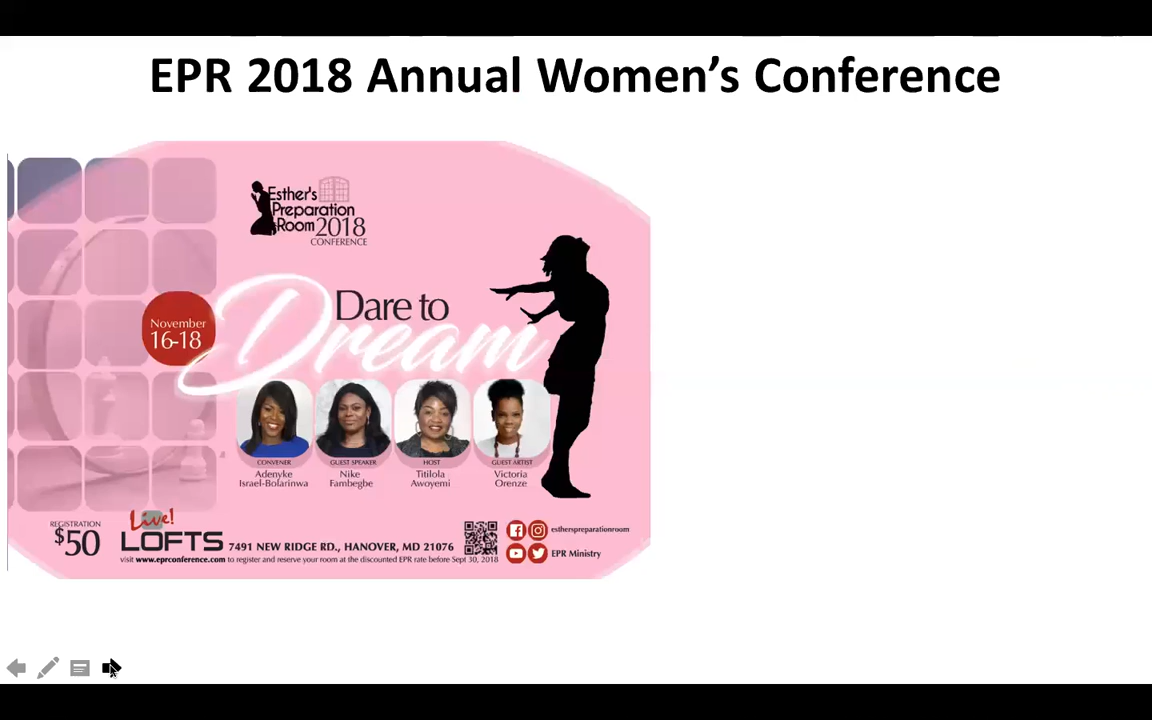 EPR 2018 Annual Women's Conference
Esther's
Preparation
Room 2018
CONFERENCE
Dare to
Dream
November
16-18
CONVENER
Adenyke
Israel-Bolarinwa
GUEST SPEAKER
Nike
Fambegbe
HOST
Titilola
Awoyemi
GUEST ARTIST
Victoria
Orenze
REGISTRATION
$50
Live!
LOFTS
7491 NEW RIDGE RD., HANOVER, MD 21076
visit www.eprconference.com to register and reserve your room at the discounted EPR rate before Sept 30, 2018
estherspreparationroom
EPR Ministry